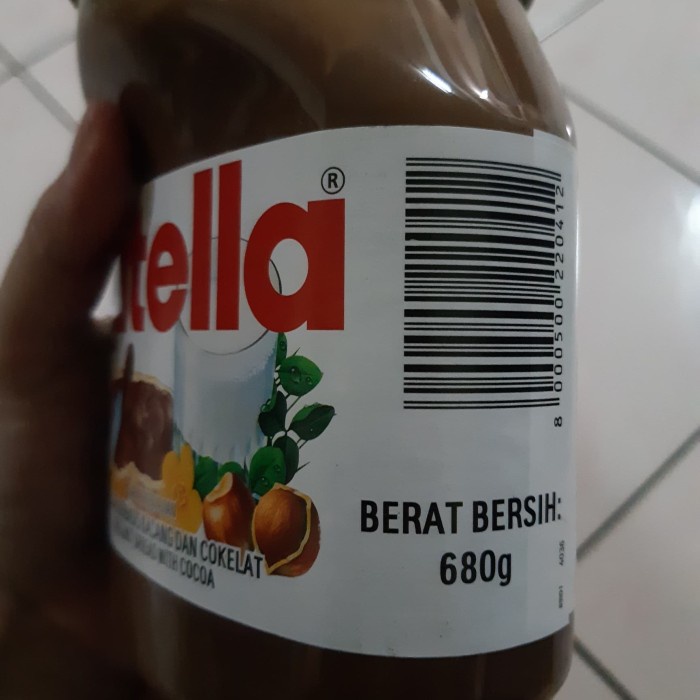 tella®
DAN COKELAT
WITH COCOA
8 000500 220412
BERAT BERSIH:
680g